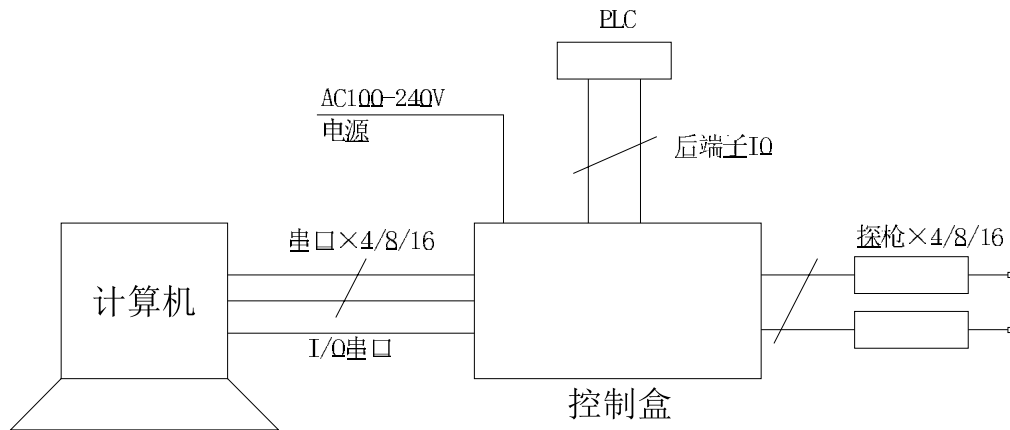 PLC
AC100-240V
电源
后端子IO
串口×4/8/16
探枪×4/8/16
计算机
I/O串口
控制盒